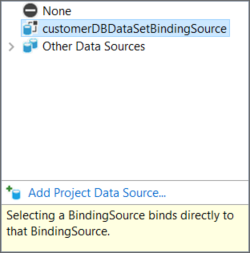 None
customerDBDataSetBindingSource
Other Data Sources
Add Project Data Source...
Selecting a BindingSource binds directly to
that BindingSource.